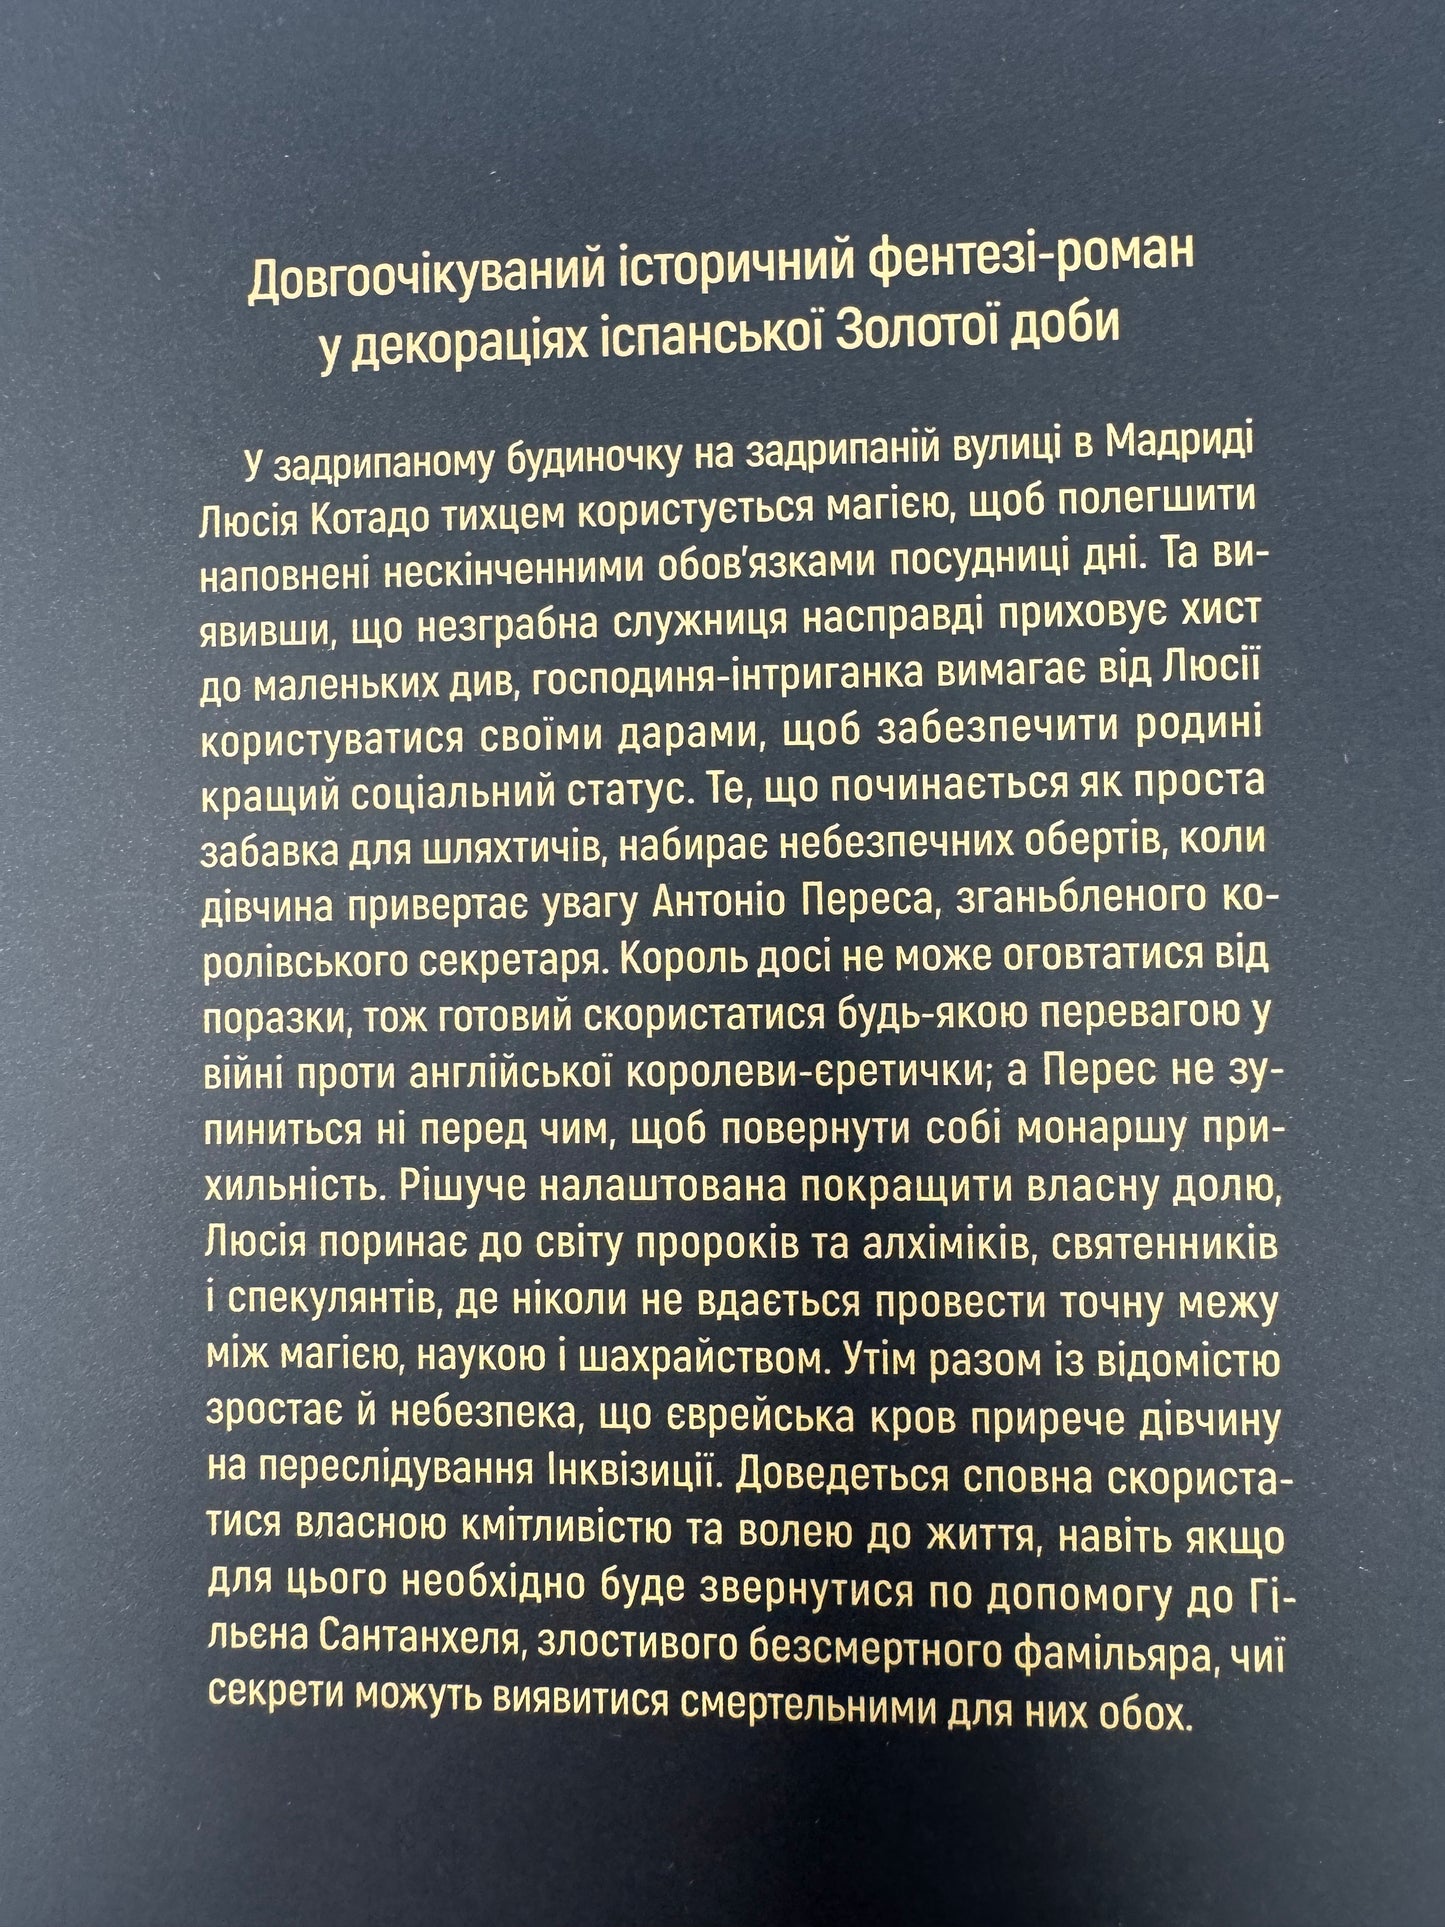 Довгоочікуваний історичний фентезі-роман
у декораціях іспанської Золотої доби
У задрипаному будиночку на задрипаній вулиці в Мадриді
Люсія Котадо тихцем користується магією, щоб полегшити
наповнені нескінченними обов’язками посудниці дні. Та ви-
явивши, що незграбна служниця насправді приховує хист
до маленьких див, господиня-інтриганка вимагає від Люсії
користуватися своїми дарами, щоб забезпечити родині
кращий соціальний статус. Те, що починається як проста
забавка для шляхтичів, набирає небезпечних обертів, коли
дівчина привертає увагу Антоніо Переса, зганьбленого ко-
ролівського секретаря. Король досі не може оговтатися від
поразки, тож готовий скористатися будь-якою перевагою у
війні проти англійської королеви-єретички; а Перес не зу-
пиниться ні перед чим, щоб повернути собі монаршу при-
хильність. Рішуче налаштована покращити власну долю,
Люсія поринає до світу пророків та алхіміків, святенників
і спекулянтів, де ніколи не вдається провести точну межу
між магією, наукою і шахрайством. Утім разом із відомістю
зростає й небезпека, що єврейська кров приречe дівчину
на переслідування Інквізиції. Доведеться сповна скориста-
тися власною кмітливістю та волею до життя, навіть якщо
для цього необхідно буде звернутися по допомогу до Гі-
льєна Сантанхеля, злостивого безсмертного фамільяра, чиї
секрети можуть виявитися смертельними для них обох.